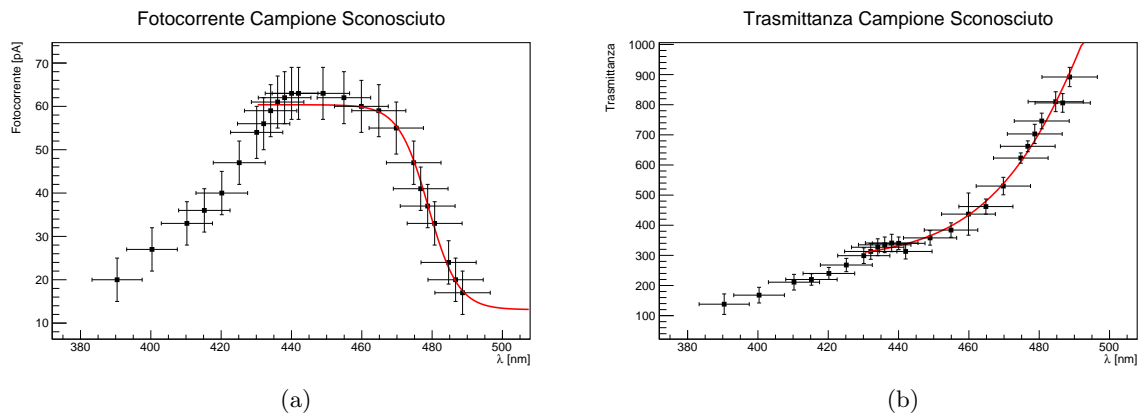 Fotocorrente Campione Sconosciuto
Fotocorrente [pA]
70
60
50
40
30
20
10
380 400 420 440 460 480 500
λ [nm]
(a)
Trasmittanza Campione Sconosciuto
Trasmittanza
1000
900
800
700
600
500
400
300
200
100
380 400 420 440 460 480 500
λ [nm]
(b)